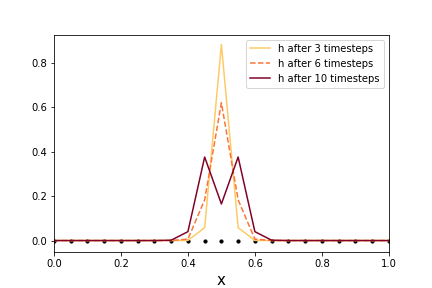 h after 3 timesteps
h after 6 timesteps
h after 10 timesteps
0.8
0.6
0.4
0.2
0.0
0.0 0.2 0.4 0.6 0.8 1.0
x